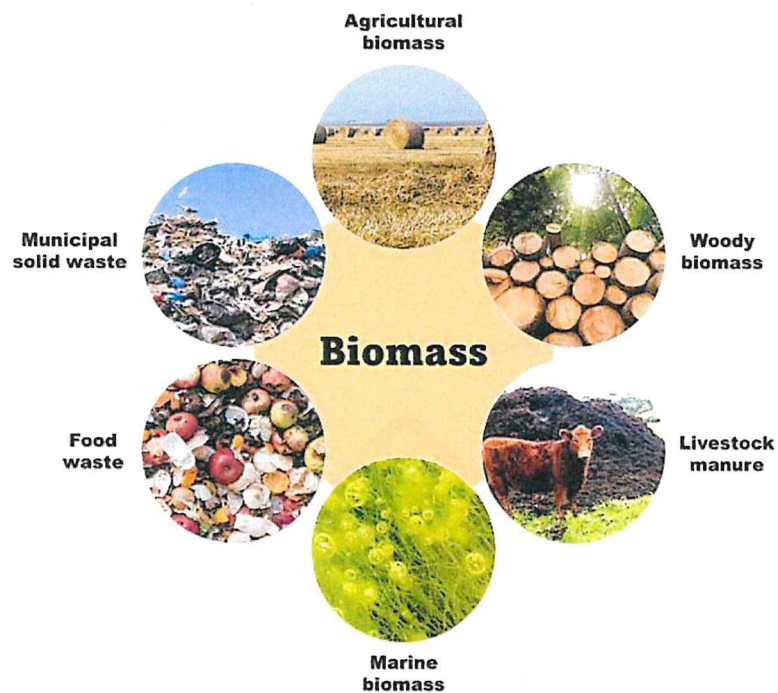 Agricultural
biomass
Municipal
solid waste
Woody
biomass
Biomass
Food
waste
Livestock
manure
Marine
biomass